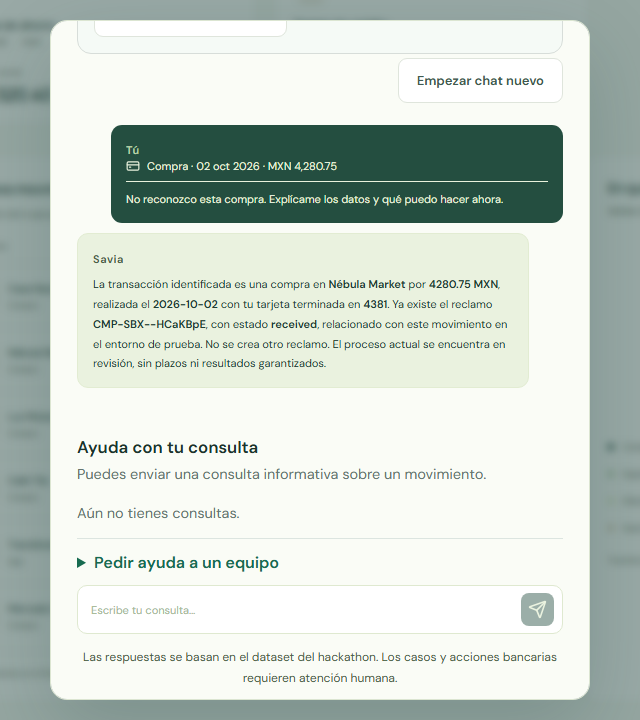 Empezar chat nuevo
Tú
Compra · 02 oct 2026 · MXN 4,280.75
No reconozco esta compra. Explícame los datos y qué puedo hacer ahora.
Savia
La transacción identificada es una compra en Nébula Market por 4280.75 MXN,
realizada el 2026-10-02 con tu tarjeta terminada en 4381. Ya existe el reclamo
CMP-SBX--HCaKBpE, con estado received, relacionado con este movimiento en
el entorno de prueba. No se crea otro reclamo. El proceso actual se encuentra en
revisión, sin plazos ni resultados garantizados.
Ayuda con tu consulta
Puedes enviar una consulta informativa sobre un movimiento.
Aún no tienes consultas.
Pedir ayuda a un equipo
Escribe tu consulta...
Las respuestas se basan en el dataset del hackathon. Los casos y acciones bancarias
requieren atención humana.